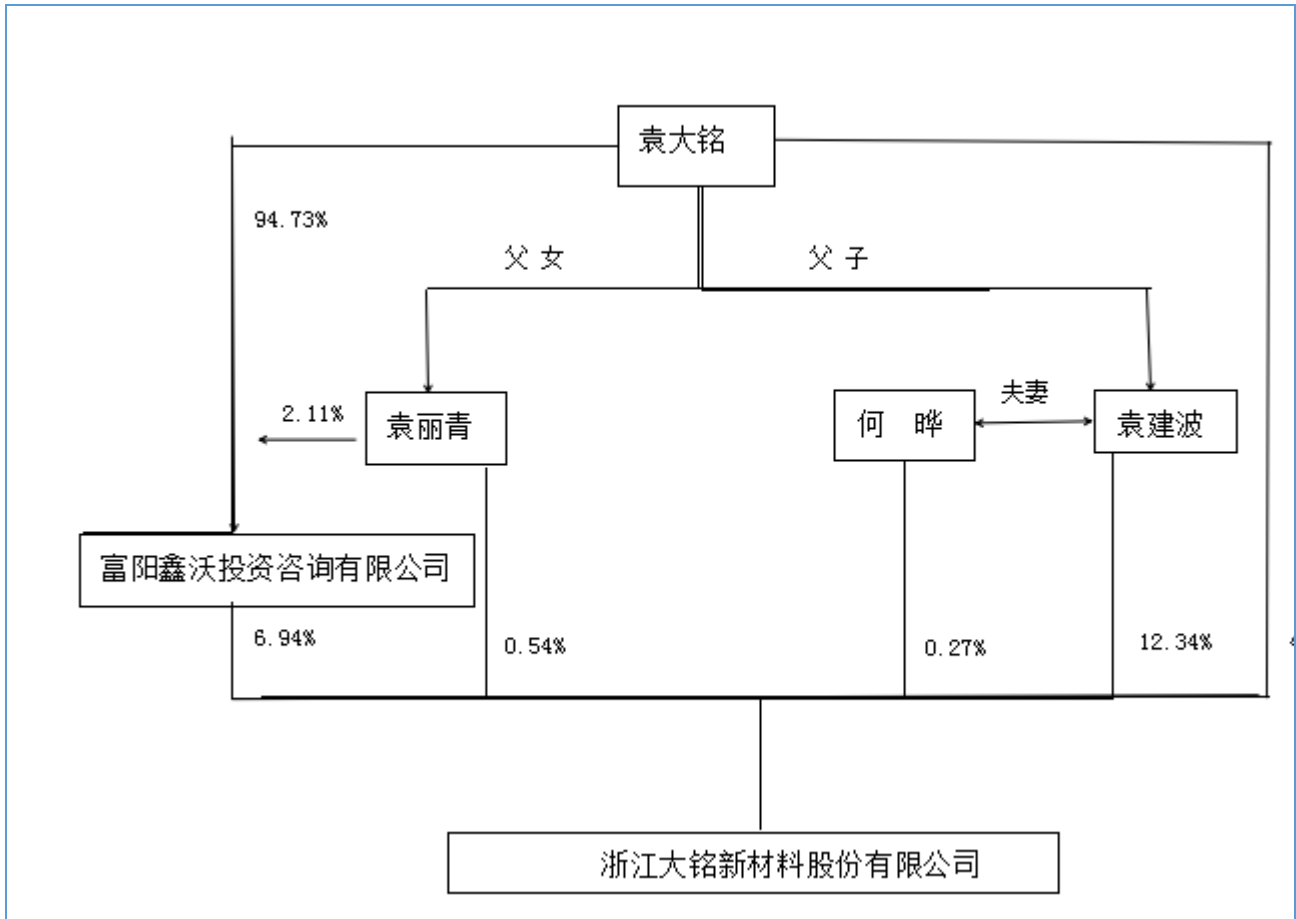 袁大铭
94.73%
父 女
父 子
夫妻
2.11%
袁丽青
何 晔
袁建波
富阳鑫沃投资咨询有限公司
6.94%
0.54%
0.27%
12.34%
浙江大铭新材料股份有限公司